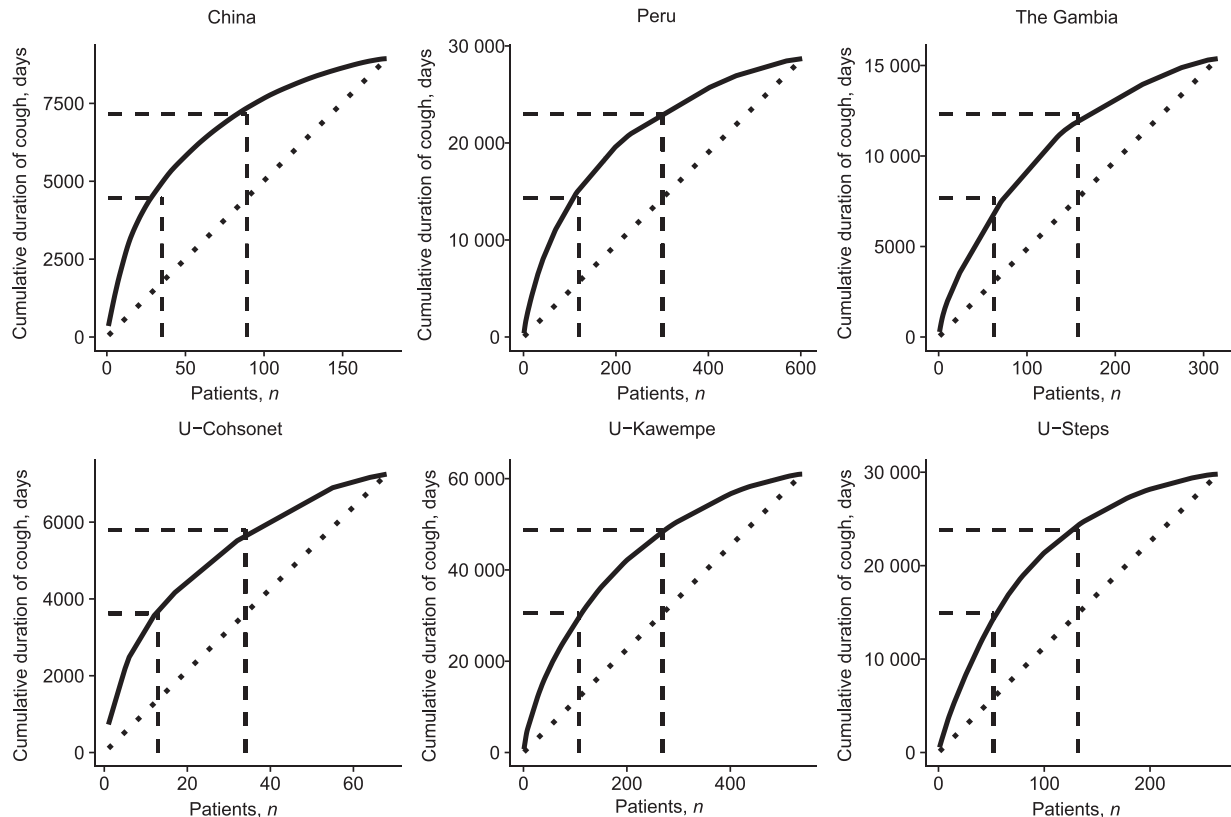 China
Cumulative duration of cough, days
7500
5000
2500
0
0 50 100 150
Patients, n
Peru
Cumulative duration of cough, days
30 000
20 000
10 000
0
0 200 400 600
Patients, n
The Gambia
Cumulative duration of cough, days
15 000
10 000
5000
0
0 100 200 300
Patients, n
U−Cohsonet
Cumulative duration of cough, days
6000
4000
2000
0
0 20 40 60
Patients, n
U−Kawempe
Cumulative duration of cough, days
60 000
40 000
20 000
0
0 200 400
Patients, n
U−Steps
Cumulative duration of cough, days
30 000
20 000
10 000
0
0 100 200
Patients, n